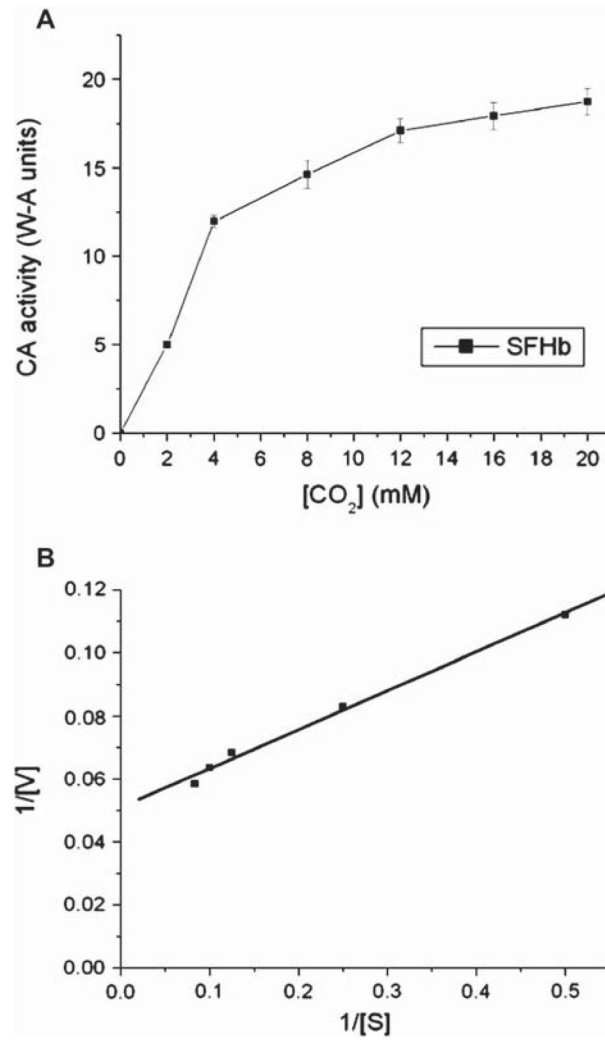 A
CA activity (W-A units)
20
15
10
5
0
SFHb
0 2 4 6 8 10 12 14 16 18 20
[CO₂] (mM)
B
1/[V]
0.12
0.10
0.08
0.06
0.04
0.02
0.00
0.0 0.1 0.2 0.3 0.4 0.5
1/[S]